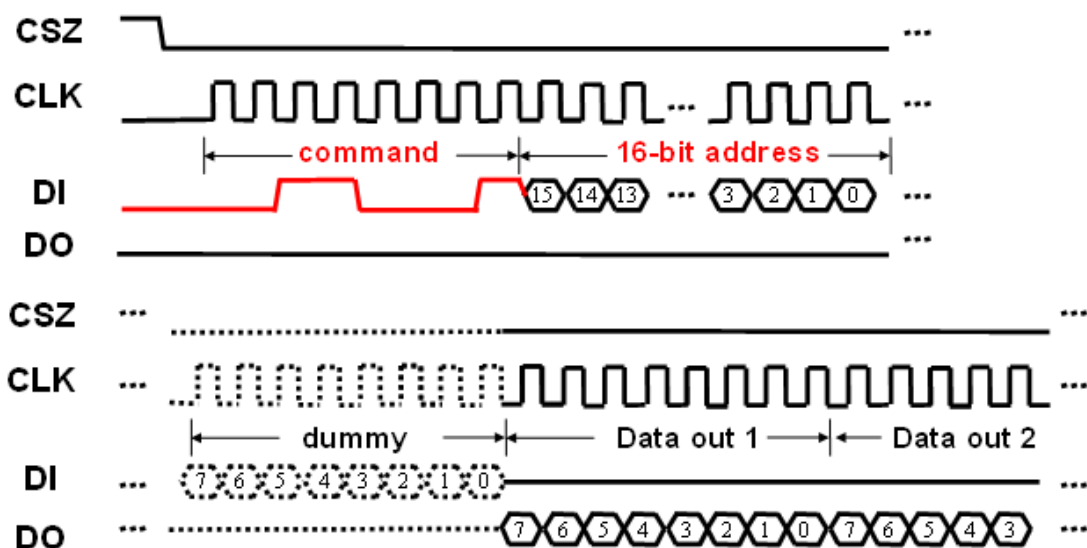 CSZ ...
CLK ...
command 16-bit address
DI 15 14 13 ... 3 2 1 0 ...
DO ...
CSZ ... ...
CLK ... ...
dummy Data out 1 Data out 2
DI ... 7 6 5 4 3 2 1 0 ...
DO ... 7 6 5 4 3 2 1 0 7 6 5 4 3 ...